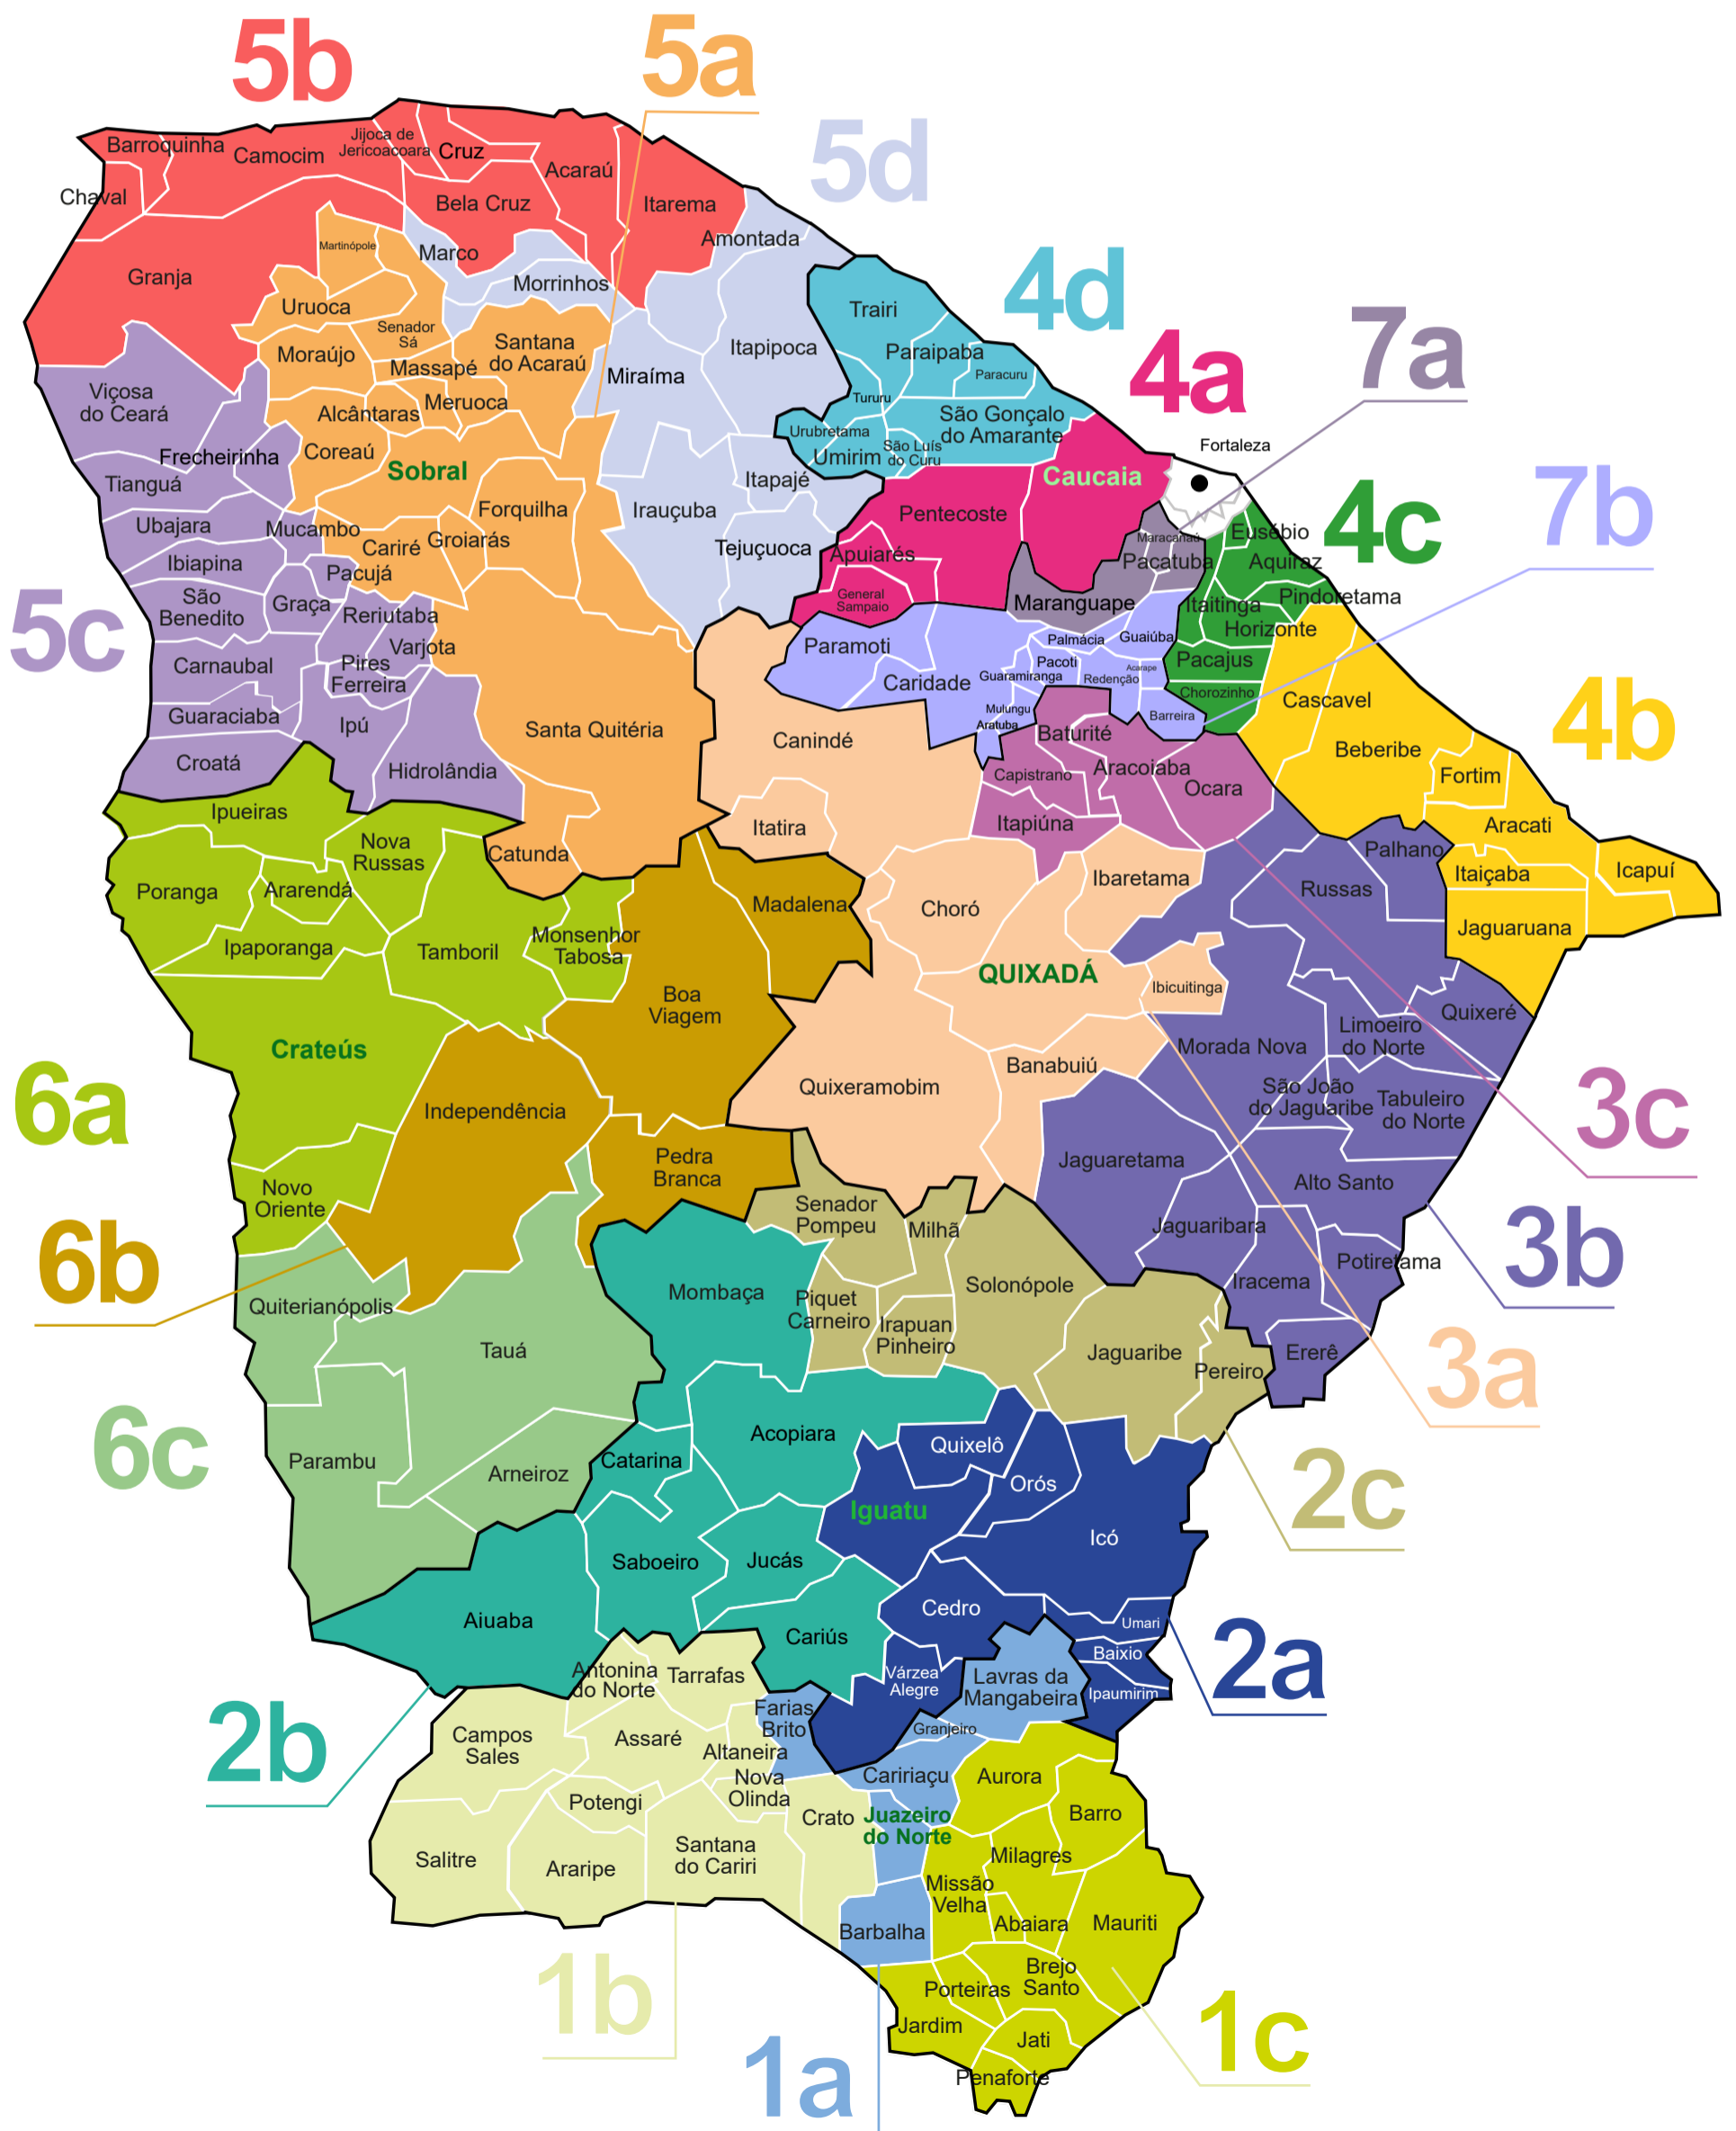 5b
5a
5d
Barroquinha
Camocim
Jijoca de
Jericoacoara
Cruz
Acaraú
Chaval
Bela Cruz
Itarema
Granja
Martinópole
Marco
Amontada
Morrinhos
Uruoca
4d
Trairi
Senador
Sá
Moraújo
Massapé
Santana
do Acaraú
Itapipoca
Paraipaba
Paracuru
7a
4a
Miraíma
Viçosa
do Ceará
Alcântaras
Meruoca
Tururu
São Gonçalo
do Amarante
Urubretama
Umirim
São Luís
do Curu
Fortaleza
Frecheirinha
Coreaú
Sobral
Caucaia
7b
Tianguá
Itapajé
Forquilha
Irauçuba
Pentecoste
4c
Ubajara
Mucambo
Cariré
Groiarás
Tejuçuoca
Apuiarés
Maracanaú
Pacatuba
Eusébio
Aquiraz
Ibiapina
Pacujá
General
Sampaio
Maranguape
Itaitinga
Pindoretama
5c
São
Benedito
Graça
Reriutaba
Varjota
Horizonte
Paramoti
Palmácia
Guaiúba
Carnaubal
Pires
Ferreira
Caridade
Guaramiranga
Pacoti
Redenção
Acarape
Pacajus
Chorozinho
Cascavel
4b
Guaraciaba
Ipú
Santa Quitéria
Mulungu
Aratuba
Barreira
Canindé
Baturité
Beberibe
Croatá
Hidrolândia
Capistrano
Aracoiaba
Ocara
Fortim
Ipueiras
Itatira
Itapiúna
Aracati
Nova
Russas
Catunda
Palhano
Poranga
Ararendá
Madalena
Choró
Ibaretama
Russas
Itaiçaba
Icapuí
Ipaporanga
Tamboril
Monsenhor
Tabosa
Jaguaruana
QUIXADÁ
Ibicuitinga
Boa
Viagem
Quixeré
Crateús
Limoeiro
do Norte
Morada Nova
6a
Independência
Quixeramobim
Banabuiú
São João
do Jaguaribe
Tabuleiro
do Norte
3c
Pedra
Branca
Jaguaretama
Alto Santo
Novo
Oriente
Senador
Pompeu
Milhã
Jaguaribara
3b
6b
Quiterianópolis
Mombaça
Piquet
Carneiro
Irapuan
Pinheiro
Solonópole
Iracema
Potiretama
Tauá
Jaguaribe
Pereiro
Ererê
3a
6c
Parambu
Arneiroz
Catarina
Acopiara
Quixelô
Orós
2c
Iguatu
Icó
Saboeiro
Jucás
Aiuaba
Cedro
Umari
Cariús
Baixio
2a
Antonina
do Norte
Tarrafas
Várzea
Alegre
Lavras da
Mangabeira
Ipaumirim
2b
Farias
Brito
Granjeiro
Campos
Sales
Assaré
Altaneira
Caririaçu
Aurora
Nova
Olinda
Potengi
Crato
Juazeiro
do Norte
Barro
Salitre
Araripe
Santana
do Cariri
Milagres
Missão
Velha
Abaiara
Mauriti
Barbalha
1b
Brejo
Santo
Porteiras
Jardim
Jati
1c
1a
Penaforte